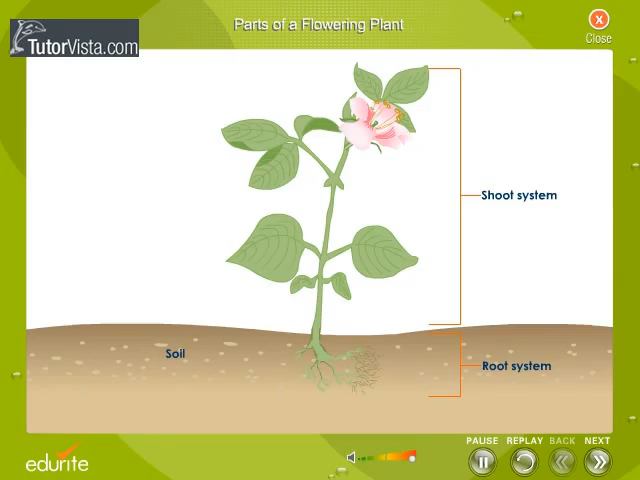 Parts of a Flowering Plant
X
Close
TutorVista.com
Shoot system
Soil
Root system
PAUSE REPLAY BACK NEXT
edurite